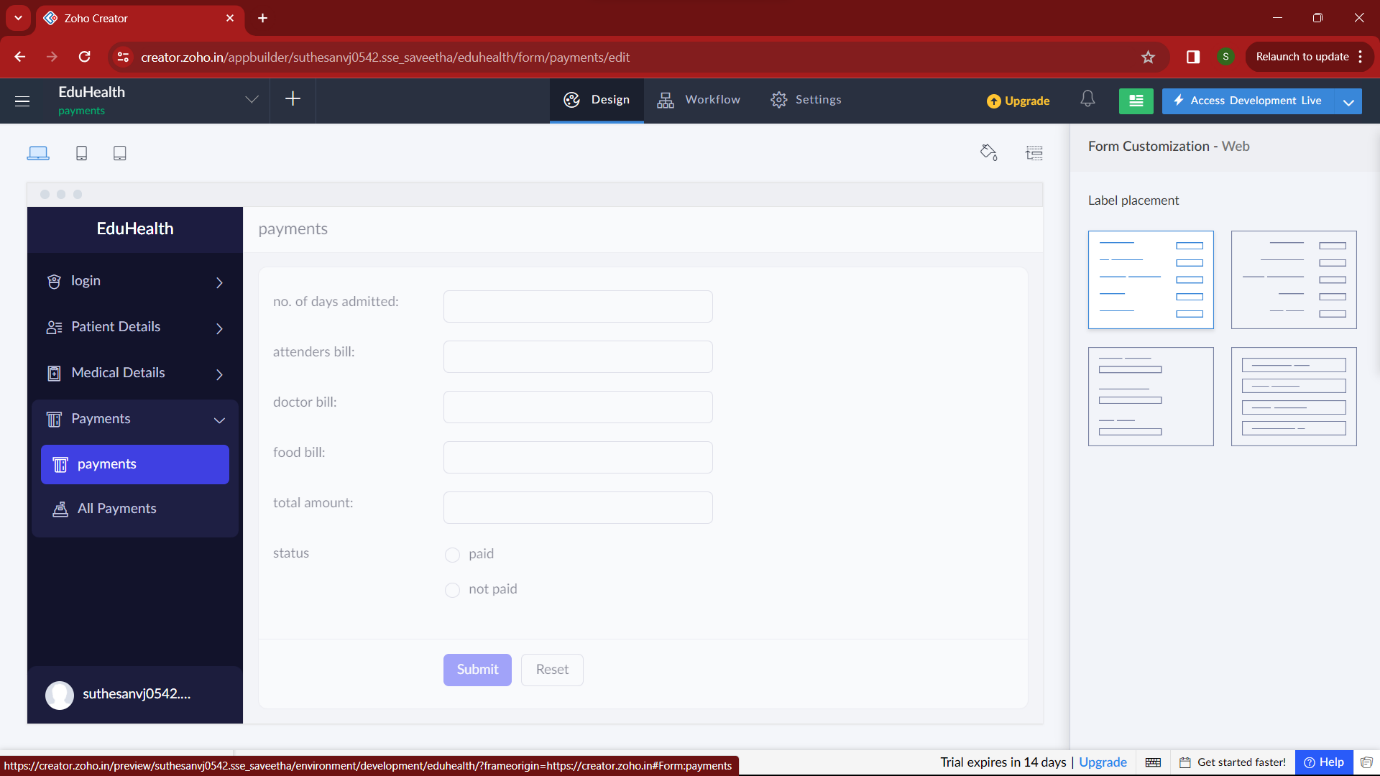 Zoho Creator
creator.zoho.in/appbuilder/suthesanvj0542.sse_saveetha/eduhealth/form/payments/edit
S
Relaunch to update
EduHealth
payments
Design
Workflow
Settings
Upgrade
Access Development Live
Form Customization - Web
Label placement
EduHealth
login
Patient Details
Medical Details
Payments
payments
All Payments
suthesanvj0542....
payments
no. of days admitted:
attenders bill:
doctor bill:
food bill:
total amount:
status
paid
not paid
Submit
Reset
https://creator.zoho.in/preview/suthesanvj0542.sse_saveetha/environment/development/eduhealth/?frameorigin=https://creator.zoho.in#Form:payments
Trial expires in 14 days | Upgrade
Get started faster!
Help